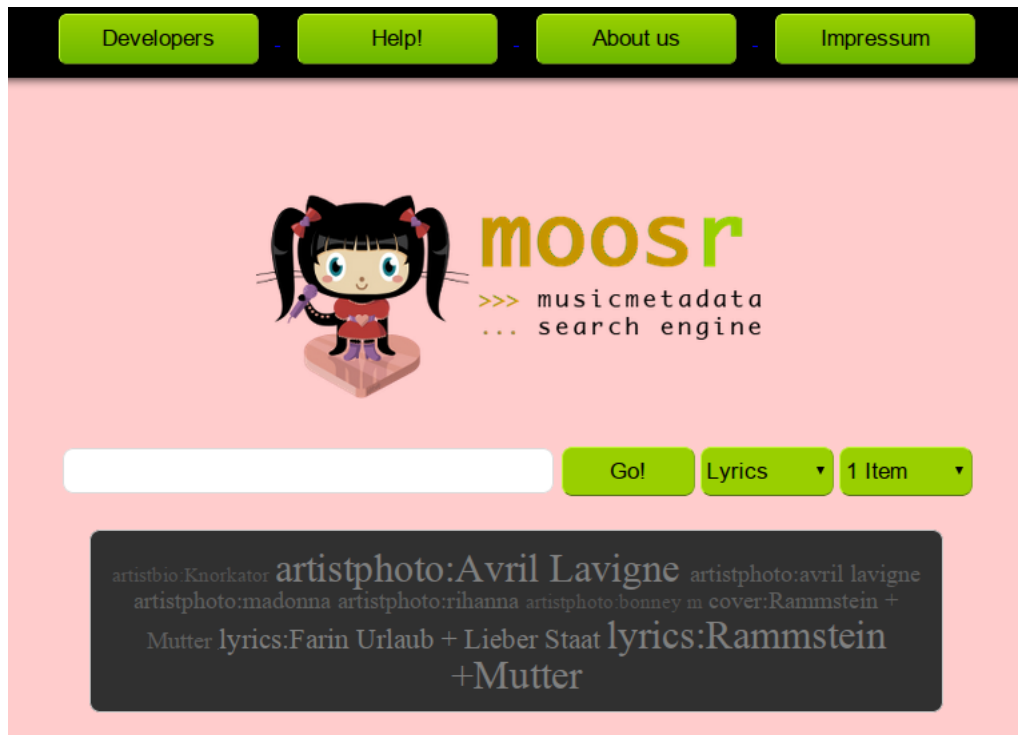 Developers - Help! - About us - Impressum
moosr
>>> musicmetadata
... search engine
Go! Lyrics 1 Item
artistbio:Knorkator artistphoto:Avril Lavigne artistphoto:avril lavigne
artistphoto:madonna artistphoto:rihanna artistphoto:bonney m cover:Rammstein +
Mutter lyrics:Farin Urlaub + Lieber Staat lyrics:Rammstein
+Mutter